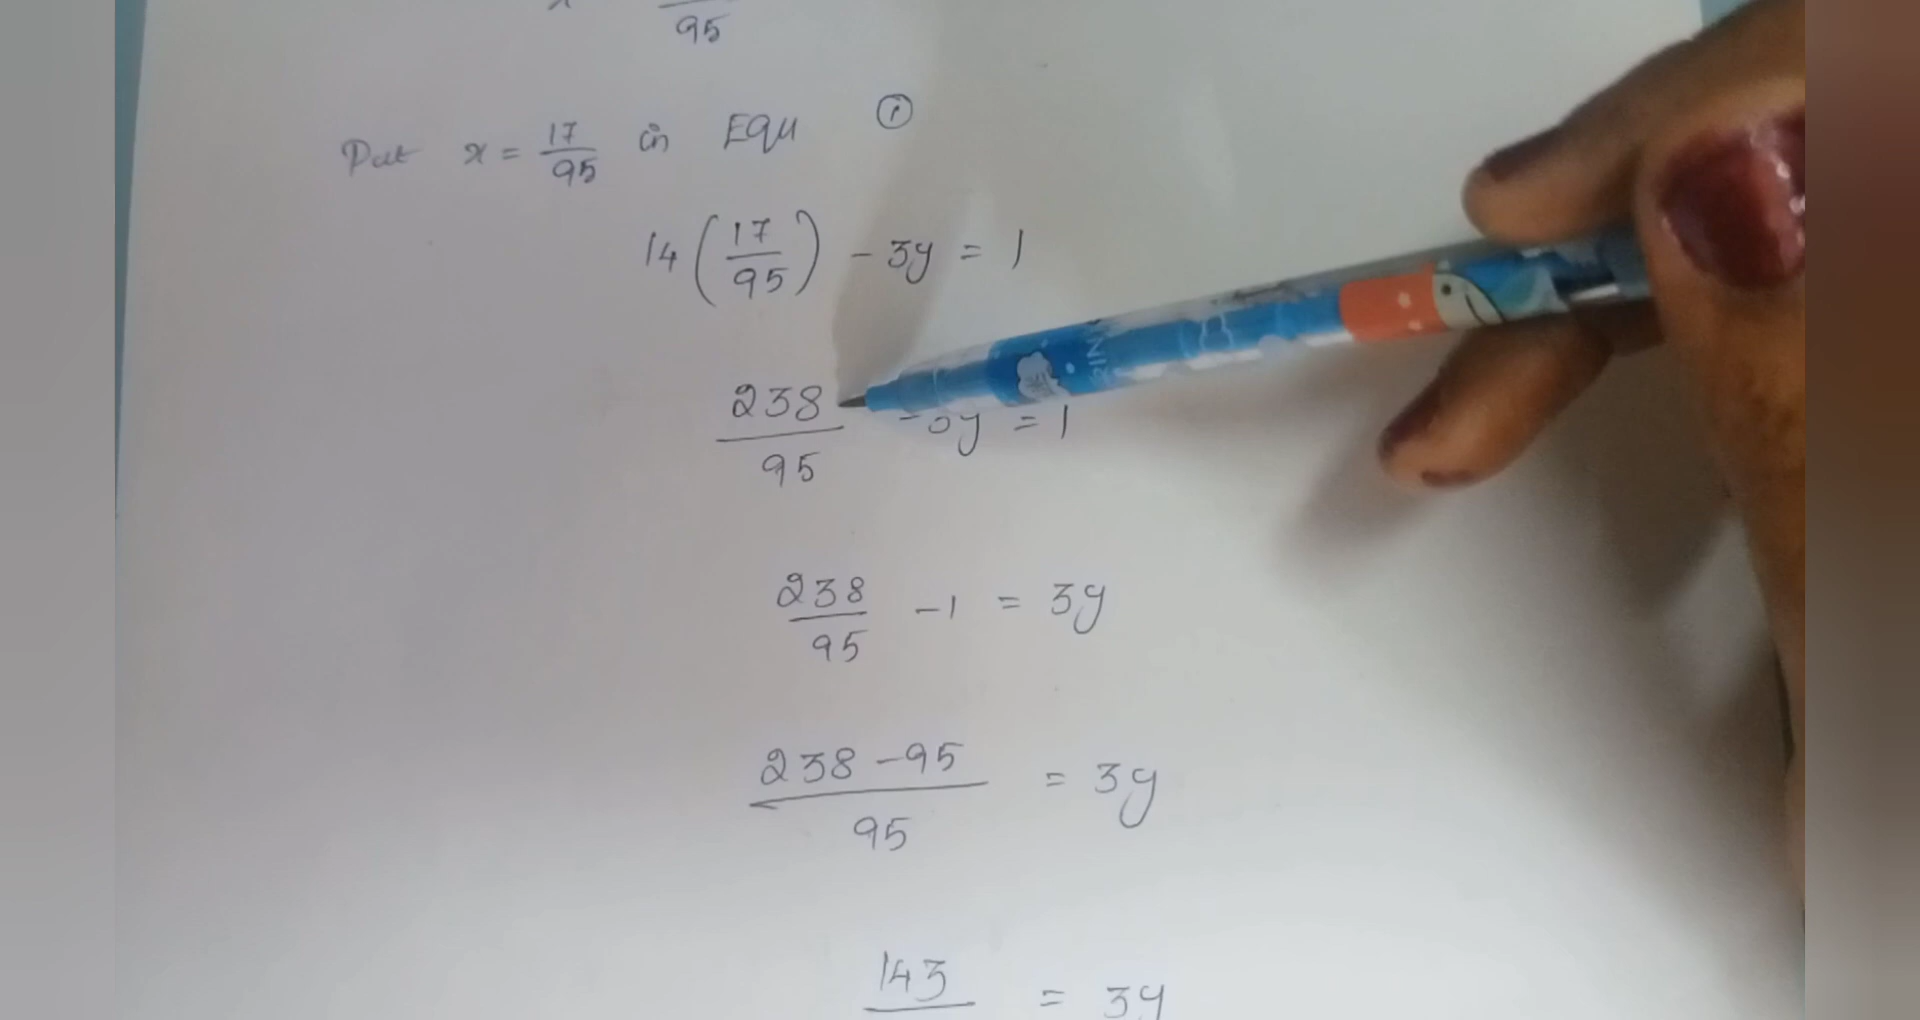 x 95
Put x = 17/95 in Equ ①
14 (17/95) - 3y = 1
238/95 - 3y = 1
238/95 - 1 = 3y
238 - 95/95 = 3y
143 = 3y